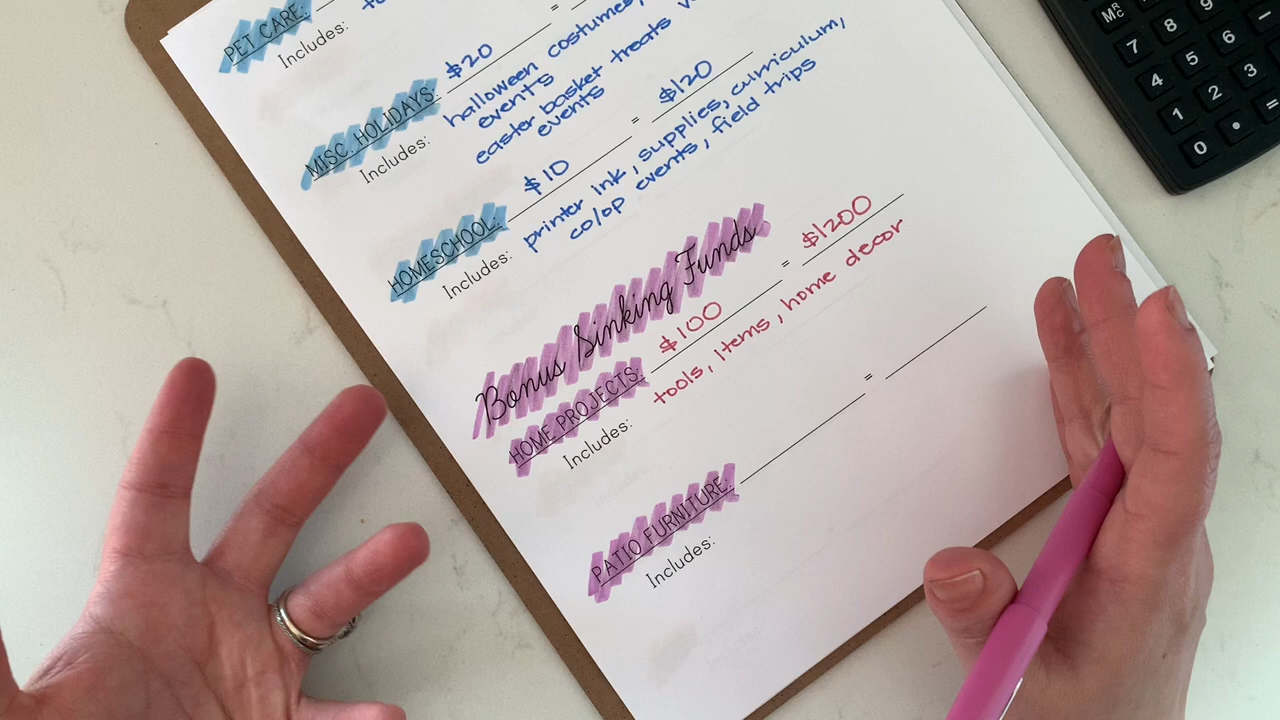 PET CARE:
Includes:
MISC. HOLIDAYS: $20 =
Includes: halloween costumes,
events
easter basket treats
events
HOMESCHOOL: $10 = $120
Includes: printer ink, supplies, curriculum,
co/op events, field trips
Bonus Sinking Funds
HOME PROJECTS: $100 = $1200
Includes: tools, items, home decor
PATIO FURNITURE: =
Includes:
MRC
7 8 9
4 5 6 −
1 2 3
0 • =